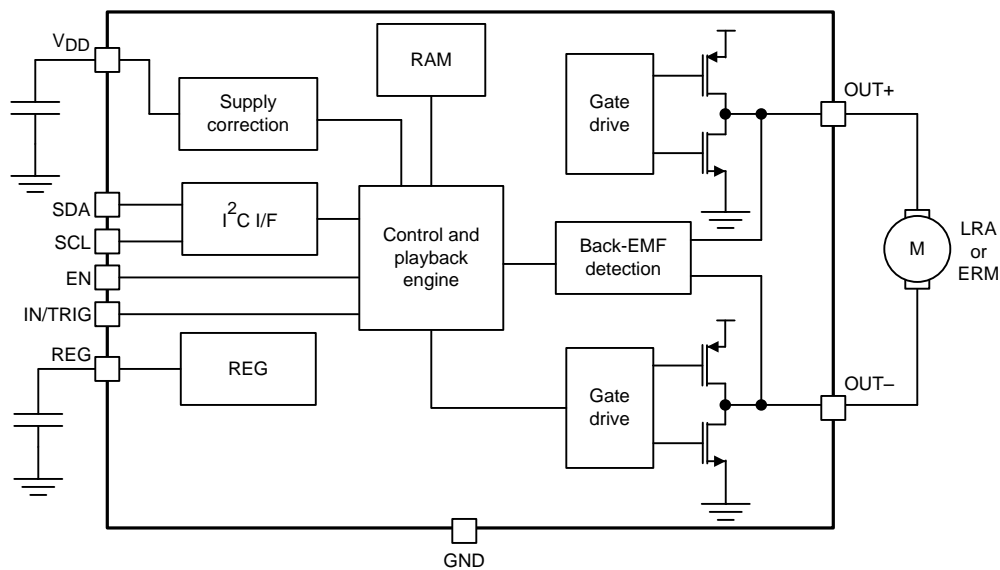 VDD
RAM
Supply
correction
Gate
drive
OUT+
SDA
I2C I/F
SCL
Control and
playback
engine
Back-EMF
detection
M
LRA
or
ERM
EN
IN/TRIG
REG
REG
Gate
drive
OUT–
GND